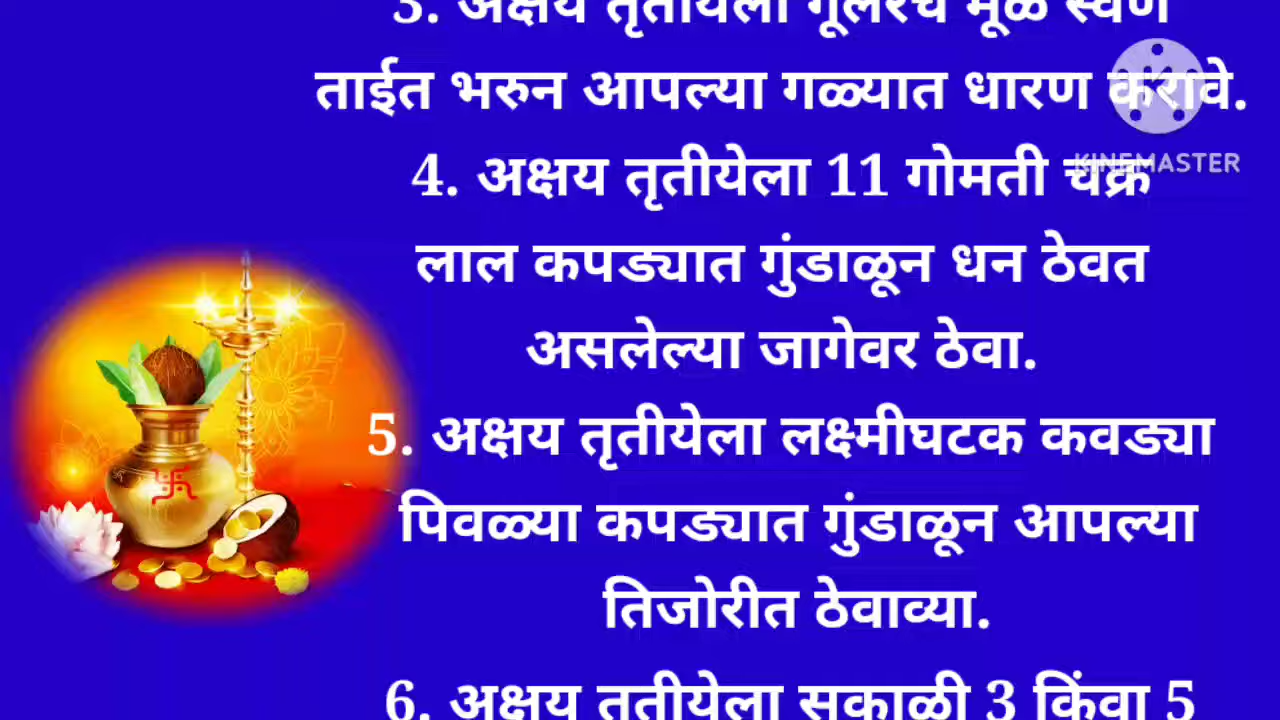 3. अक्षय तृतीयेला गूलरचे मूळ स्वर्ण
ताईत भरुन आपल्या गळ्यात धारण करावे.
4. अक्षय तृतीयेला 11 गोमती चक्र
KINEMASTER
लाल कपड्यात गुंडाळून धन ठेवत
असलेल्या जागेवर ठेवा.
5. अक्षय तृतीयेला लक्ष्मीघटक कवड्या
पिवळ्या कपड्यात गुंडाळून आपल्या
तिजोरीत ठेवाव्या.
6. अक्षय तृतीयेला सकाळी 3 किंवा 5